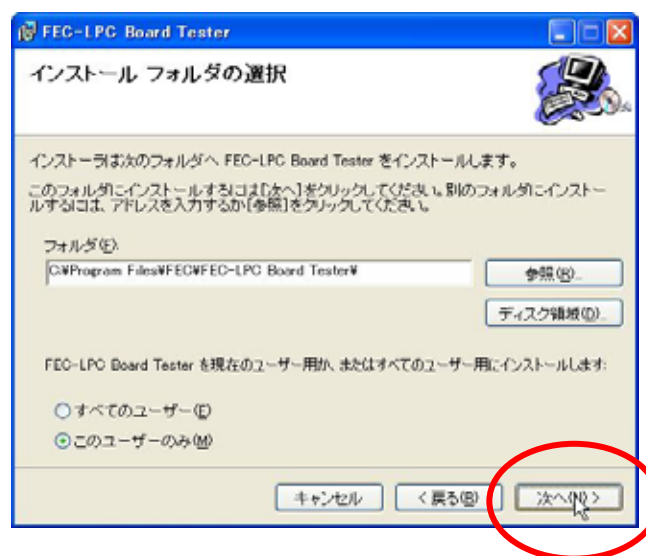 FEC-LPC Board Tester
インストール フォルダの選択
インストーラは次のフォルダへ FEC-LPC Board Tester をインストールします。
このフォルダにインストールするには[次へ]をクリックしてください。別のフォルダにインストー
ルするには、アドレスを入力するか[参照]をクリックしてください。
フォルダ(F):
C:¥Program Files¥FEC¥FEC-LPC Board Tester¥
参照(R)...
ディスク領域(D)...
FEC-LPC Board Tester を現在のユーザー用か、またはすべてのユーザー用にインストールします:
すべてのユーザー(E)
このユーザーのみ(M)
キャンセル
< 戻る(B)
次へ(N) >